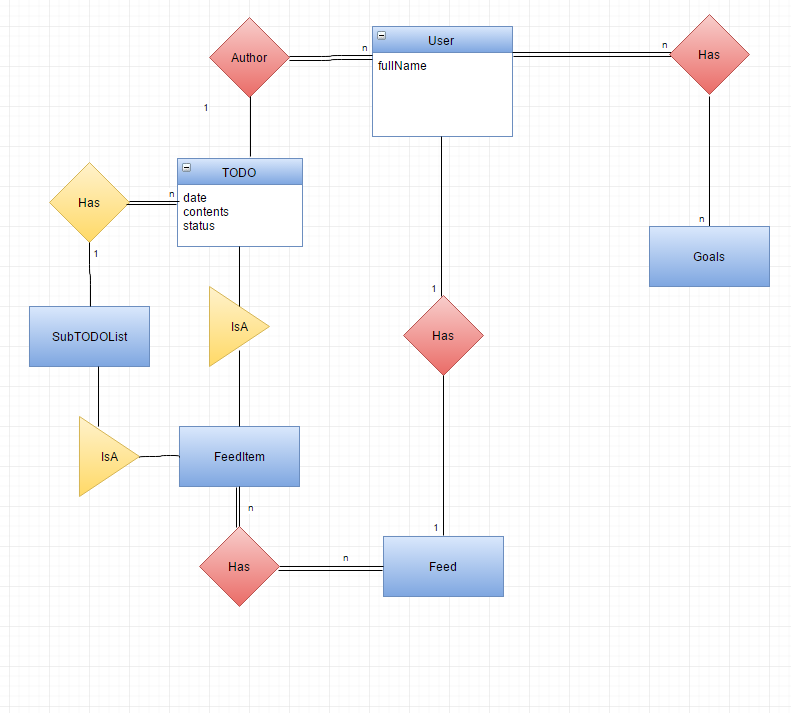 Author
n
User
fullName
n
Has
1
TODO
date
contents
status
Has
n
1
n
Goals
SubTODOList
IsA
1
Has
IsA
FeedItem
n
1
Has
n
Feed